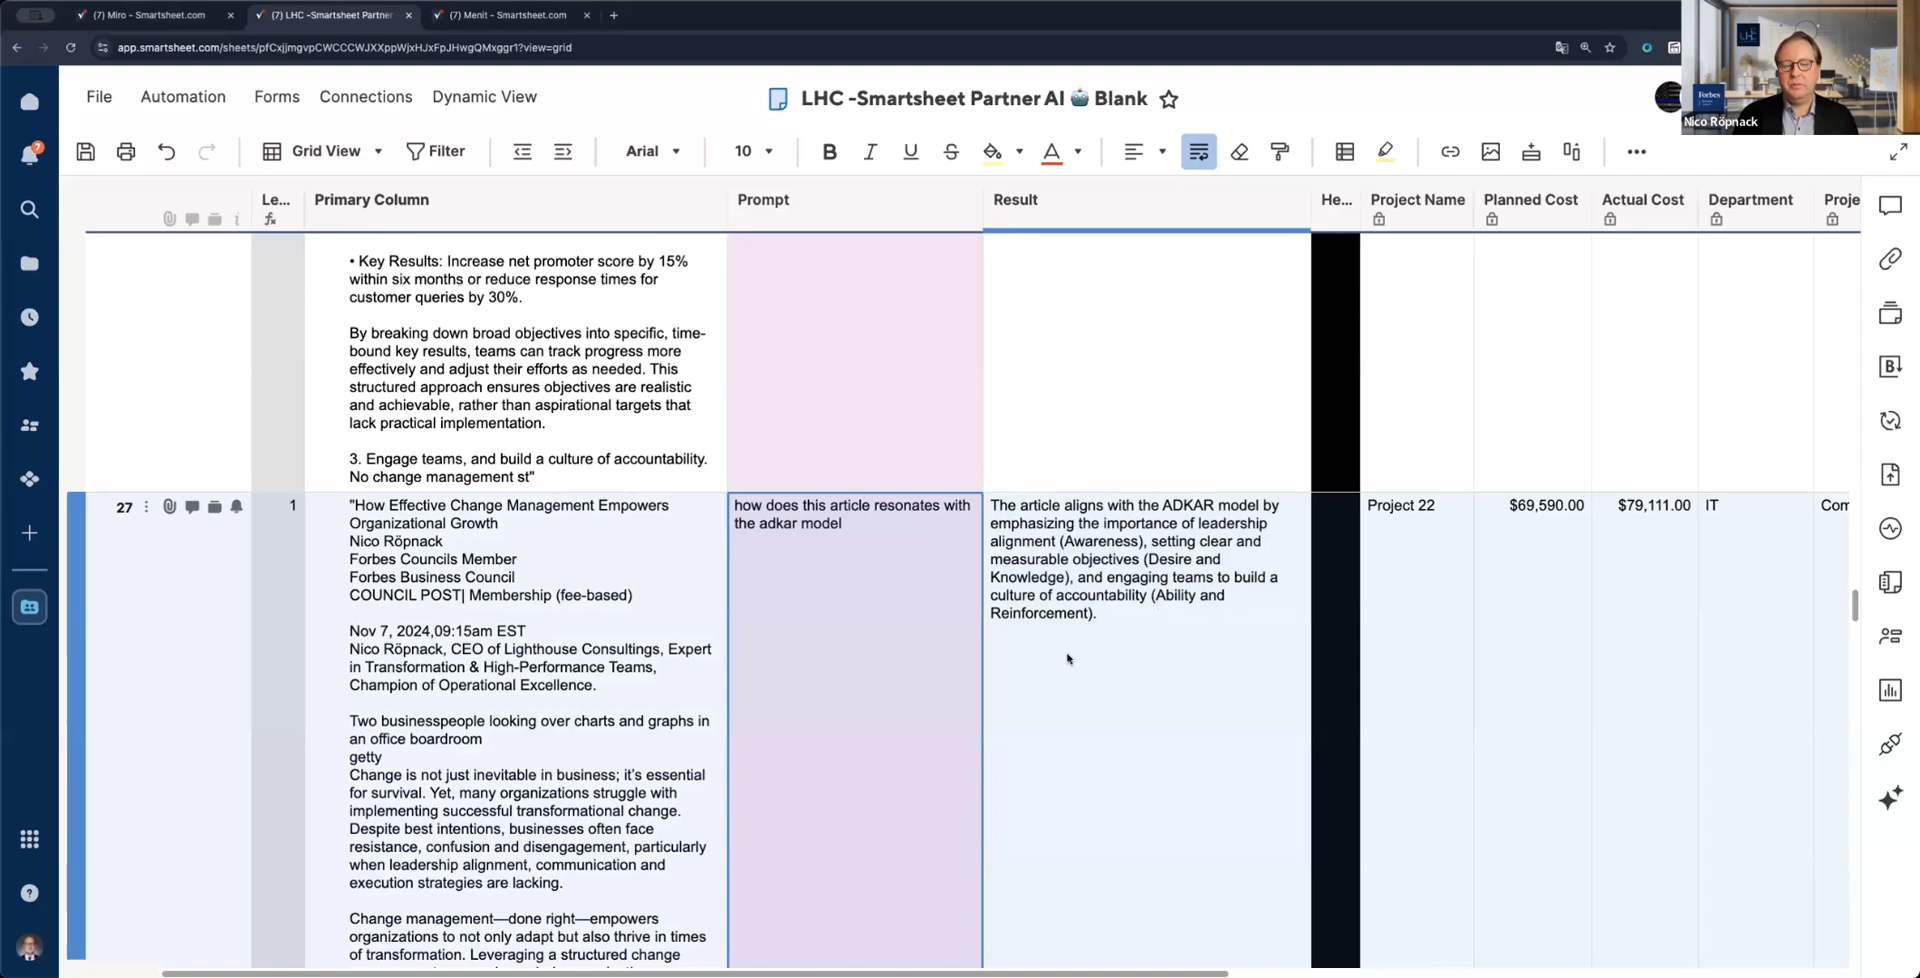 (7) Miro - Smartsheet.com
(7) LHC -Smartsheet Partner
(7) Menit - Smartsheet.com
app.smartsheet.com/sheets/pfCxjjmgvpCWCCCWJXXppWjxHJxFpJHwgQMxggr1?view=grid
LHC
Forbes
Nico Röpnack
File
Automation
Forms
Connections
Dynamic View
LHC -Smartsheet Partner AI 🤖 Blank
7
Grid View
Filter
Arial
10
B
I
U
S
A
Le...
fx
Primary Column
Prompt
Result
He...
Project Name
Planned Cost
Actual Cost
Department
Proje
• Key Results: Increase net promoter score by 15%
within six months or reduce response times for
customer queries by 30%.
By breaking down broad objectives into specific, time-
bound key results, teams can track progress more
effectively and adjust their efforts as needed. This
structured approach ensures objectives are realistic
and achievable, rather than aspirational targets that
lack practical implementation.
3. Engage teams, and build a culture of accountability.
No change management st"
27
1
"How Effective Change Management Empowers
Organizational Growth
Nico Röpnack
Forbes Councils Member
Forbes Business Council
COUNCIL POST| Membership (fee-based)
Nov 7, 2024,09:15am EST
Nico Röpnack, CEO of Lighthouse Consultings, Expert
in Transformation & High-Performance Teams,
Champion of Operational Excellence.
Two businesspeople looking over charts and graphs in
an office boardroom
getty
Change is not just inevitable in business; it's essential
for survival. Yet, many organizations struggle with
implementing successful transformational change.
Despite best intentions, businesses often face
resistance, confusion and disengagement, particularly
when leadership alignment, communication and
execution strategies are lacking.
Change management—done right—empowers
organizations to not only adapt but also thrive in times
of transformation. Leveraging a structured change
how does this article resonates with
the adkar model
The article aligns with the ADKAR model by
emphasizing the importance of leadership
alignment (Awareness), setting clear and
measurable objectives (Desire and
Knowledge), and engaging teams to build a
culture of accountability (Ability and
Reinforcement).
Project 22
$69,590.00
$79,111.00
IT
Com